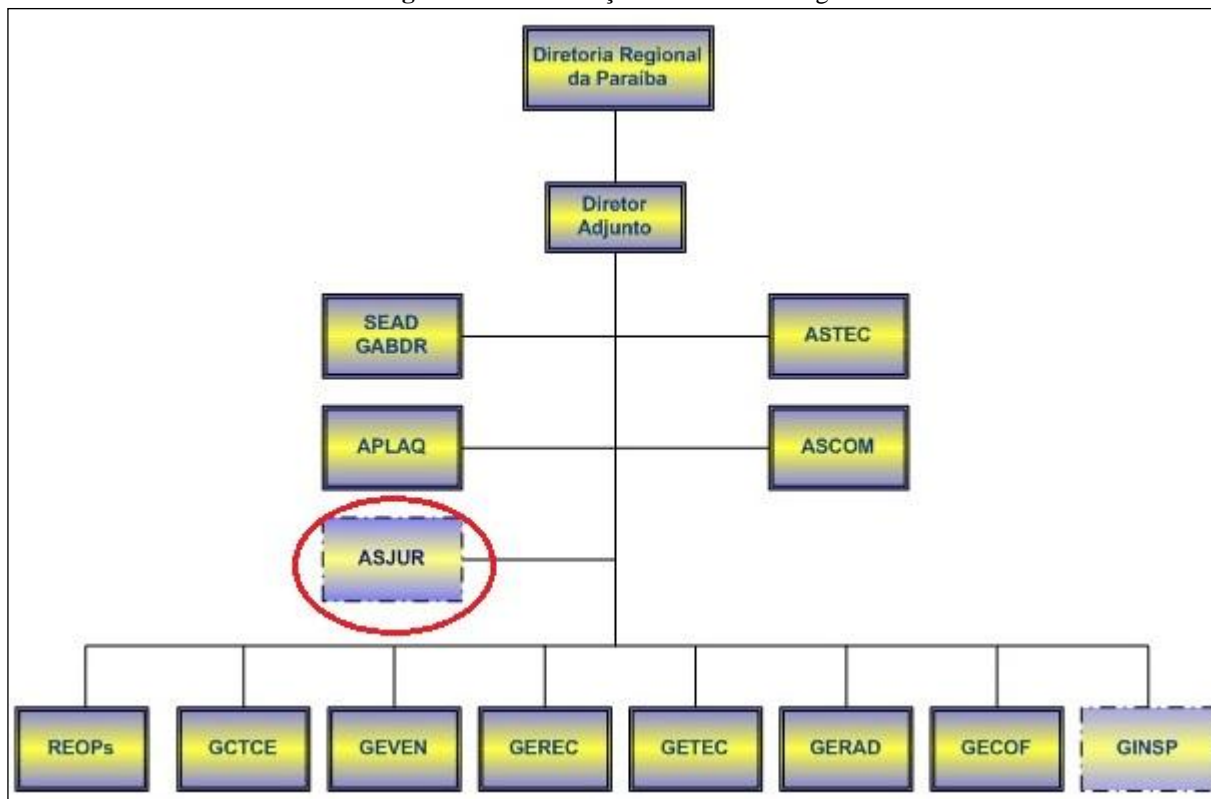 Diretoria Regional
da Paraíba
Diretor
Adjunto
SEAD
GABDR
ASTEC
APLAQ
ASCOM
ASJUR
REOPs
GCTCE
GEVEN
GEREC
GETEC
GERAD
GECOF
GINSP